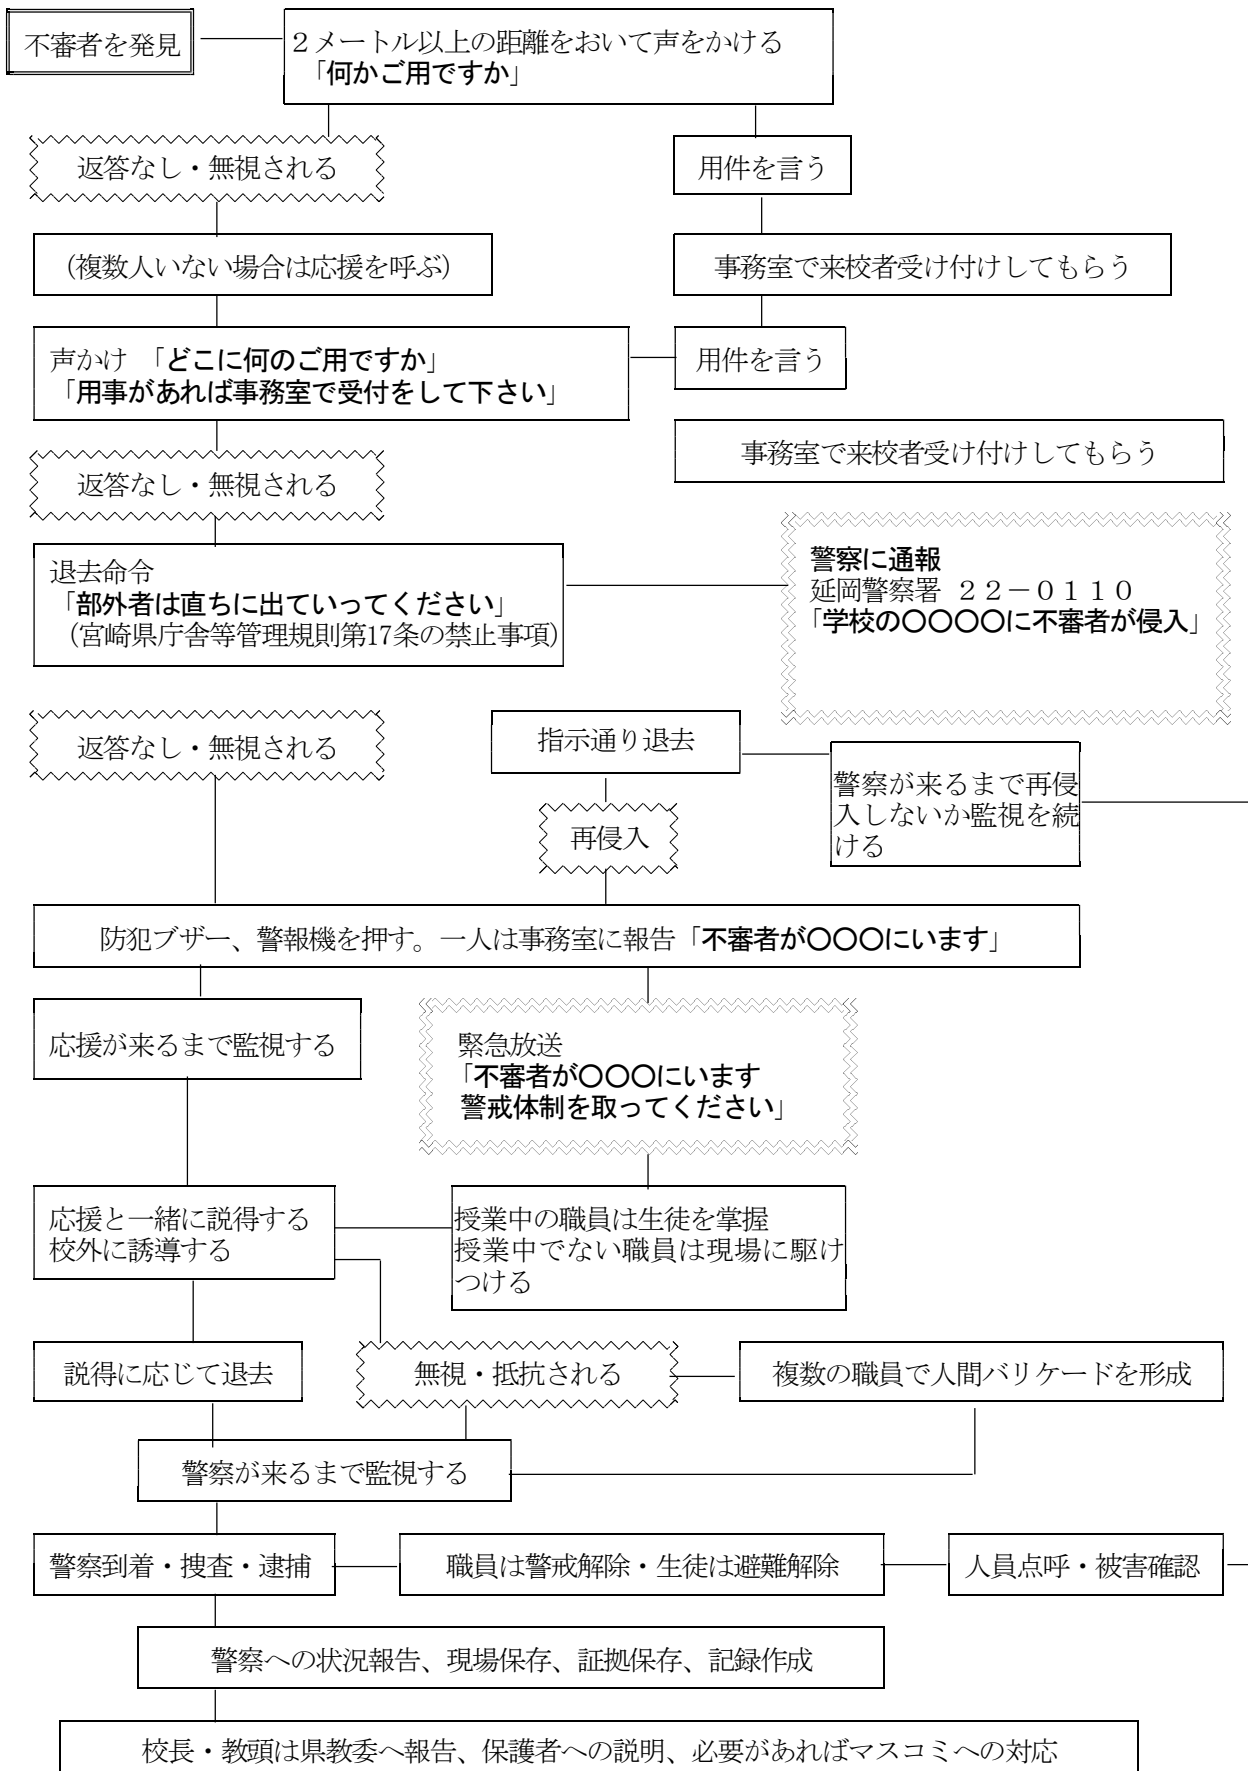 不審者を発見
２メートル以上の距離をおいて声をかける
「何かご用ですか」
返答なし・無視される
用件を言う
（複数人いない場合は応援を呼ぶ）
事務室で来校者受け付けしてもらう
声かけ　「どこに何のご用ですか」
「用事があれば事務室で受付をして下さい」
用件を言う
事務室で来校者受け付けしてもらう
返答なし・無視される
退去命令
「部外者は直ちに出ていってください」
（宮崎県庁舎等管理規則第17条の禁止事項）
警察に通報
延岡警察署　２２－０１１０
「学校の〇〇〇〇に不審者が侵入」
返答なし・無視される
指示通り退去
警察が来るまで再侵
入しないか監視を続
ける
再侵入
防犯ブザー、警報機を押す。一人は事務室に報告「不審者が〇〇〇にいます」
応援が来るまで監視する
緊急放送
「不審者が〇〇〇にいます
警戒体制を取ってください」
応援と一緒に説得する
校外に誘導する
授業中の職員は生徒を掌握
授業中でない職員は現場に駆け
つける
説得に応じて退去
無視・抵抗される
複数の職員で人間バリケードを形成
警察が来るまで監視する
警察到着・捜査・逮捕
職員は警戒解除・生徒は避難解除
人員点呼・被害確認
警察への状況報告、現場保存、証拠保存、記録作成
校長・教頭は県教委へ報告、保護者への説明、必要があればマスコミへの対応